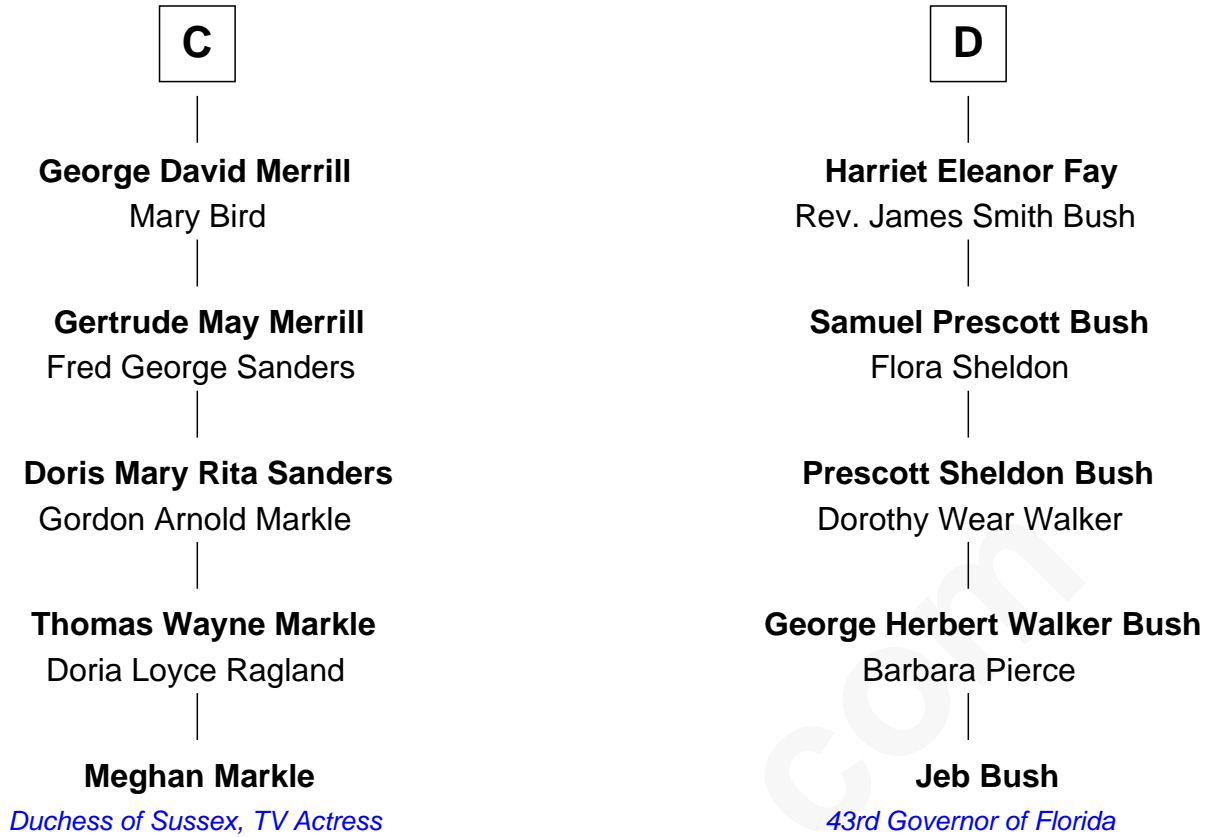 C
George David Merrill
Mary Bird
Gertrude May Merrill
Fred George Sanders
Doris Mary Rita Sanders
Gordon Arnold Markle
Thomas Wayne Markle
Doria Loyce Ragland
Meghan Markle
Duchess of Sussex, TV Actress
D
Harriet Eleanor Fay
Rev. James Smith Bush
Samuel Prescott Bush
Flora Sheldon
Prescott Sheldon Bush
Dorothy Wear Walker
George Herbert Walker Bush
Barbara Pierce
Jeb Bush
43rd Governor of Florida
com